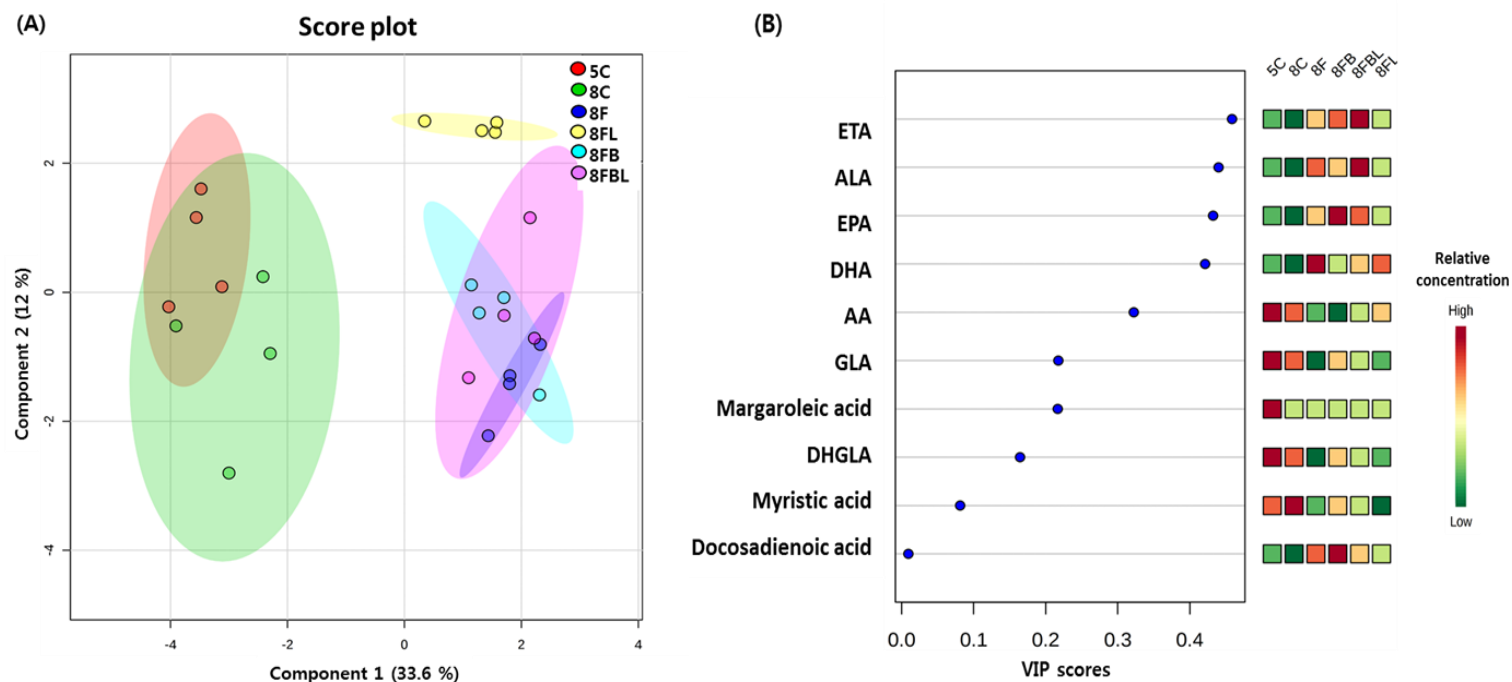 (A)
Score plot
5C
8C
8F
8FL
8FB
8FBL
2
0
-2
-4
Component 2 (12 %)
-4
-2
0
2
4
Component 1 (33.6 %)
(B)
5C
8C
8F
8FB
8FBL
8FL
ETA
ALA
EPA
DHA
AA
GLA
Margaroleic acid
DHGLA
Myristic acid
Docosadienoic acid
0.0
0.1
0.2
0.3
0.4
VIP scores
Relative
concentration
High
Low